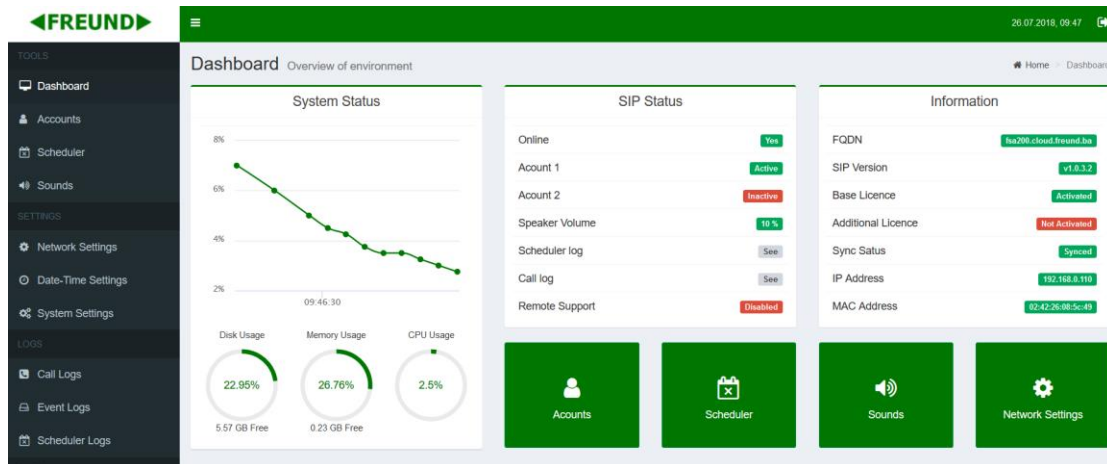 FREUND
26.07.2018, 09:47
TOOLS
Dashboard
Accounts
Scheduler
Sounds
SETTINGS
Network Settings
Date-Time Settings
System Settings
LOGS
Call Logs
Event Logs
Scheduler Logs
Dashboard Overview of environment
Home Dashboard
System Status
8%
6%
4%
2%
09:46:30
Disk Usage Memory Usage CPU Usage
22.95% 26.76% 2.5%
5.57 GB Free 0.23 GB Free
SIP Status
Online Yes
Acount 1 Active
Acount 2 Inactive
Speaker Volume 10 %
Scheduler log See
Call log See
Remote Support Disabled
Information
FQDN fsa200.cloud.freund.ba
SIP Version v1.0.3.2
Base Licence Activated
Additional Licence Not Activated
Sync Satus Synced
IP Address 192.168.0.110
MAC Address 02:42:26:08:5c:49
Acounts
Scheduler
Sounds
Network Settings